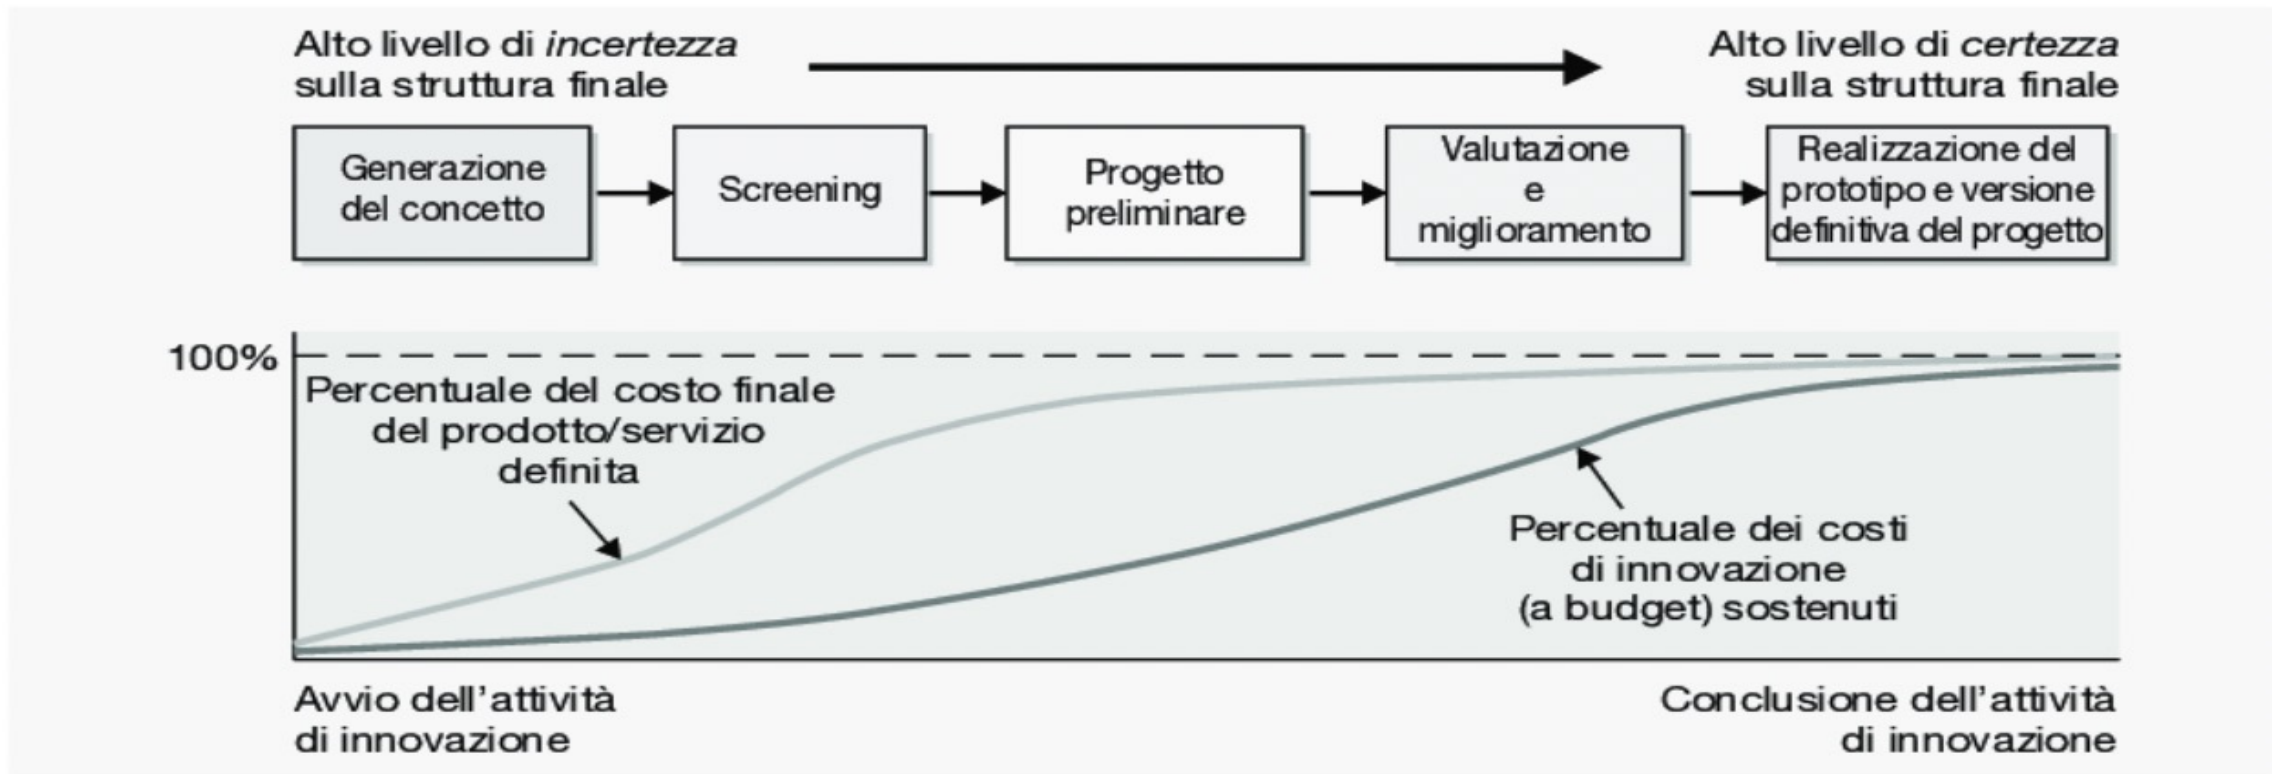 Alto livello di incertezza
sulla struttura finale
Alto livello di certezza
sulla struttura finale
Generazione
del concetto
Screening
Progetto
preliminare
Valutazione
e
miglioramento
Realizzazione del
prototipo e versione
definitiva del progetto
100%
Percentuale del costo finale
del prodotto/servizio
definita
Percentuale dei costi
di innovazione
(a budget) sostenuti
Avvio dell'attività
di innovazione
Conclusione dell'attività
di innovazione